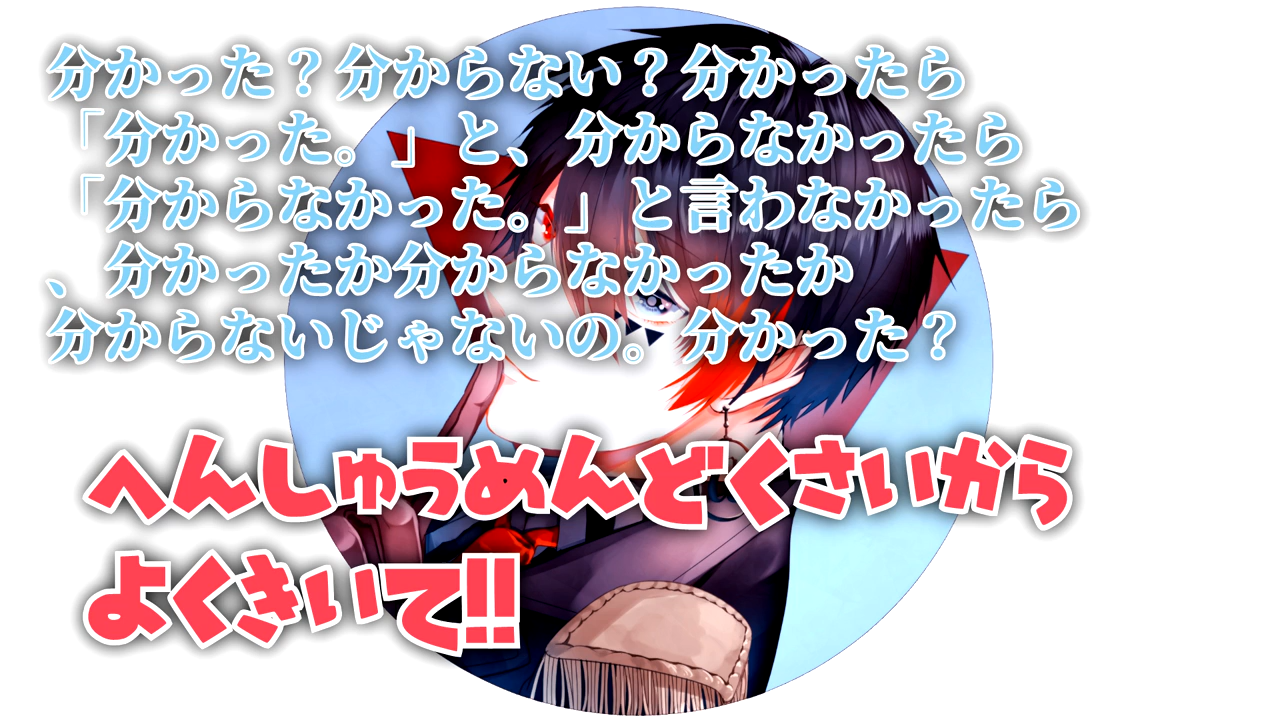 分かった？分からない？分かったら
「分かった。」と、分からなかったら
「分からなかった。」と言わなかったら
、分かったか分からなかったか
分からないじゃないの。分かった？
へんしゅうめんどくさいから
よくきいて!!